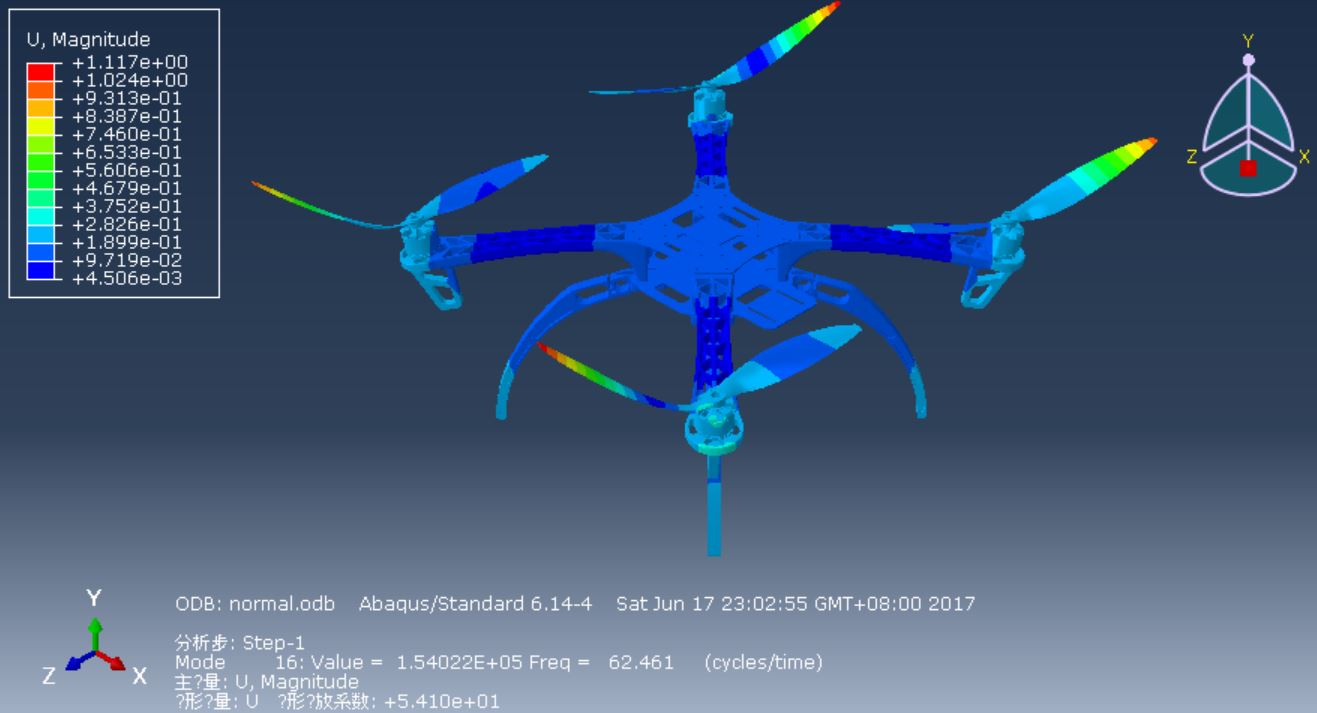 U, Magnitude
+1.117e+00
+1.024e+00
+9.313e-01
+8.387e-01
+7.460e-01
+6.533e-01
+5.606e-01
+4.679e-01
+3.752e-01
+2.826e-01
+1.899e-01
+9.719e-02
+4.506e-03
Y
Z
X
Y
Z
X
ODB: normal.odb Abaqus/Standard 6.14-4 Sat Jun 17 23:02:55 GMT+08:00 2017
分析步: Step-1
Mode 16: Value = 1.54022E+05 Freq = 62.461 (cycles/time)
主?量: U, Magnitude
?形?量: U ?形?放系数: +5.410e+01